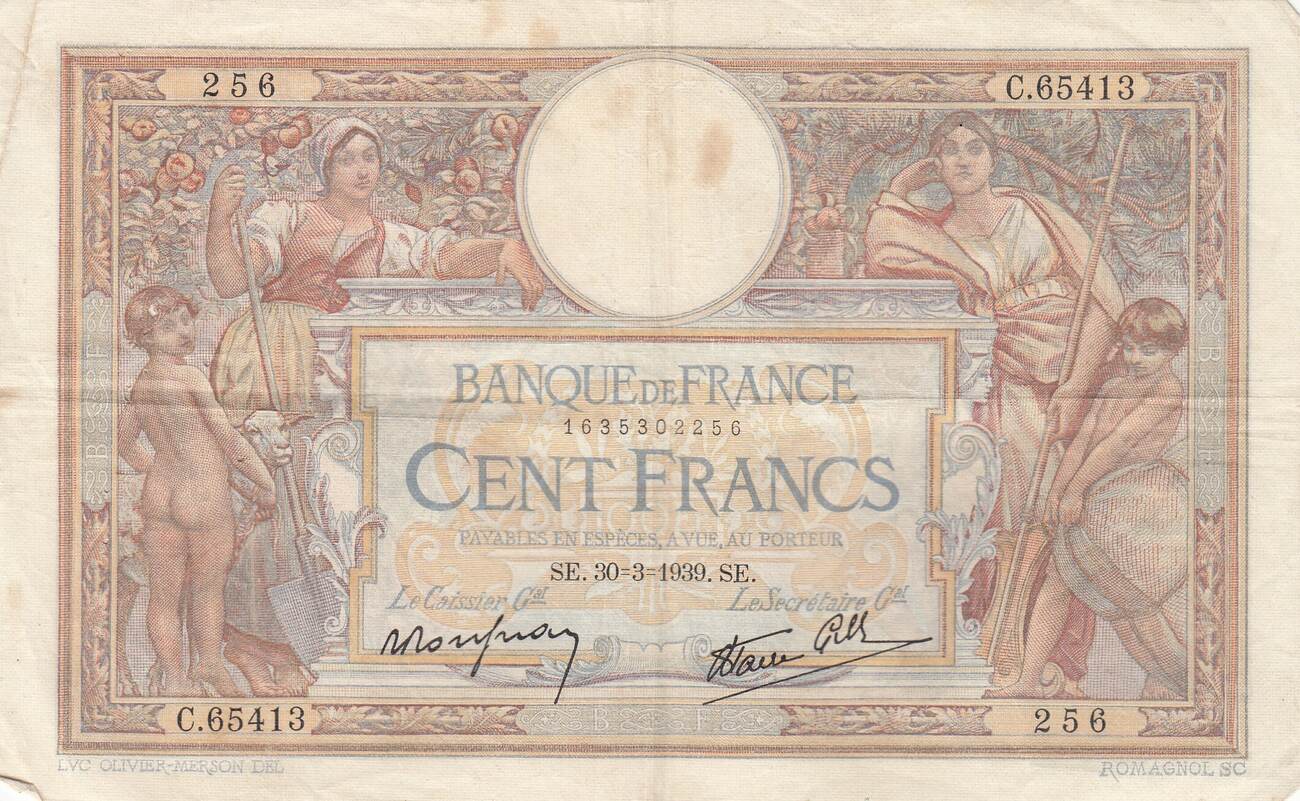 256
C.65413
BANQUE DE FRANCE
1635302256
CENT FRANCS
PAYABLES EN ESPÈCES, A VUE, AU PORTEUR
SE. 30=3=1939. SE.
Le Caissier Gal
Le Secrétaire Gal
C.65413
B F
256
LVC OLIVIER-MERSON DEL
ROMAGNOL SC